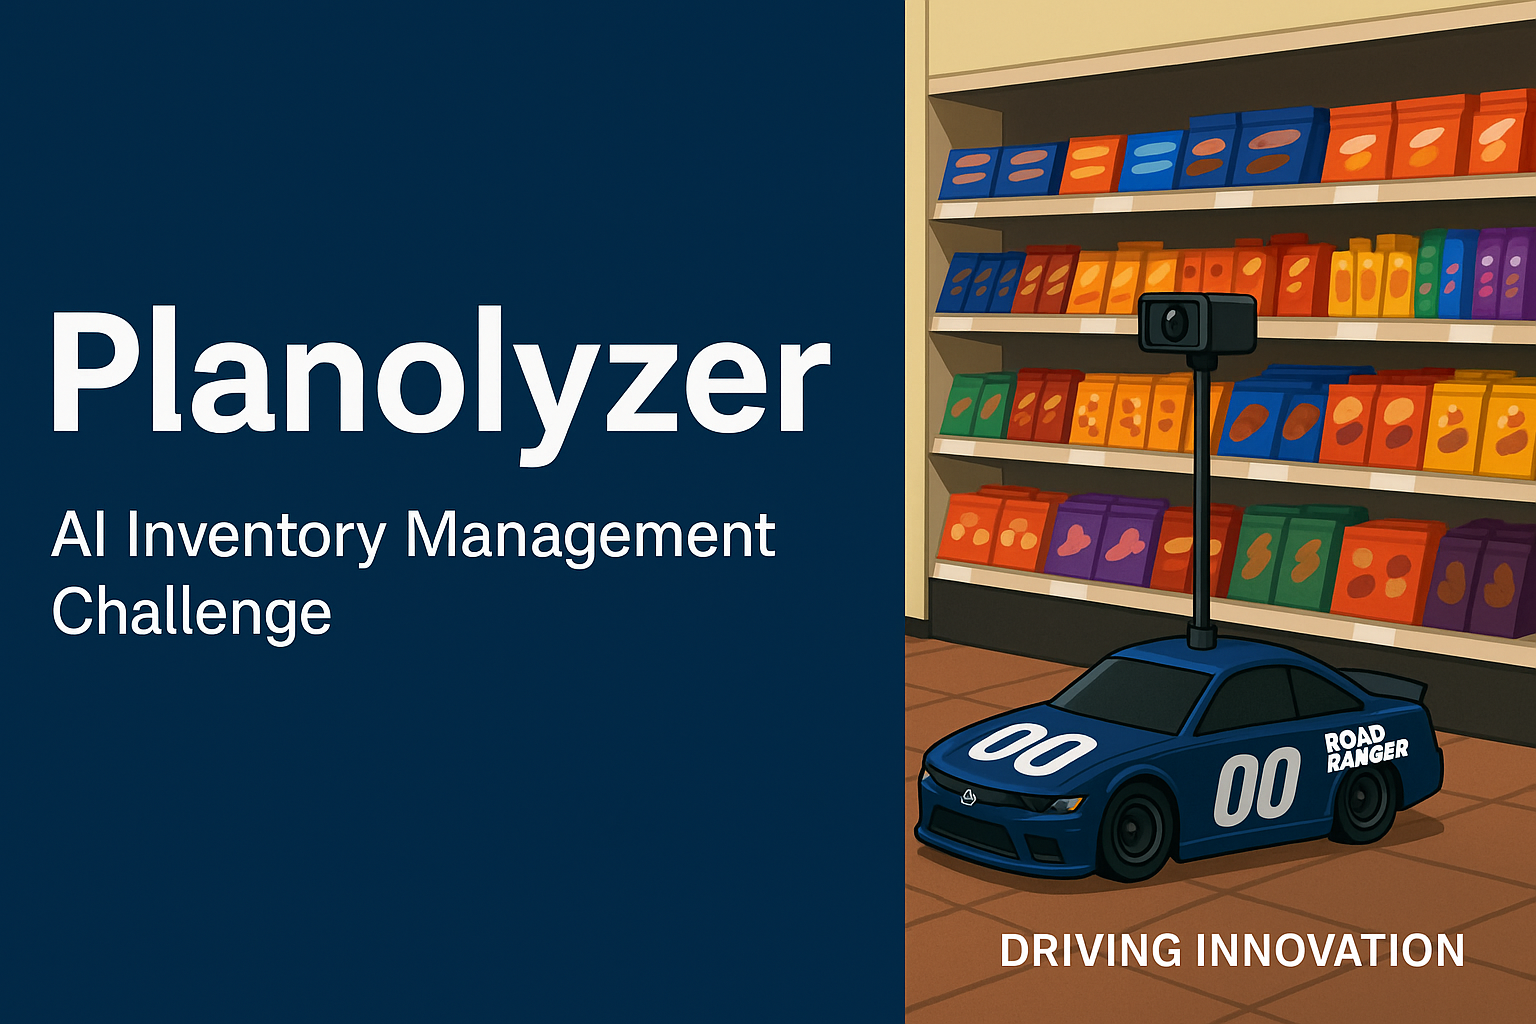 Planolyzer
AI Inventory Management
Challenge
00
00
ROAD
RANGER
DRIVING INNOVATION